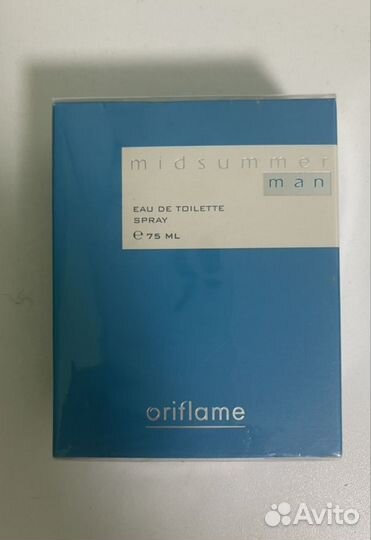 midsummer
man
EAU DE TOILETTE
SPRAY
℮ 75 ML
oriflame
Avito